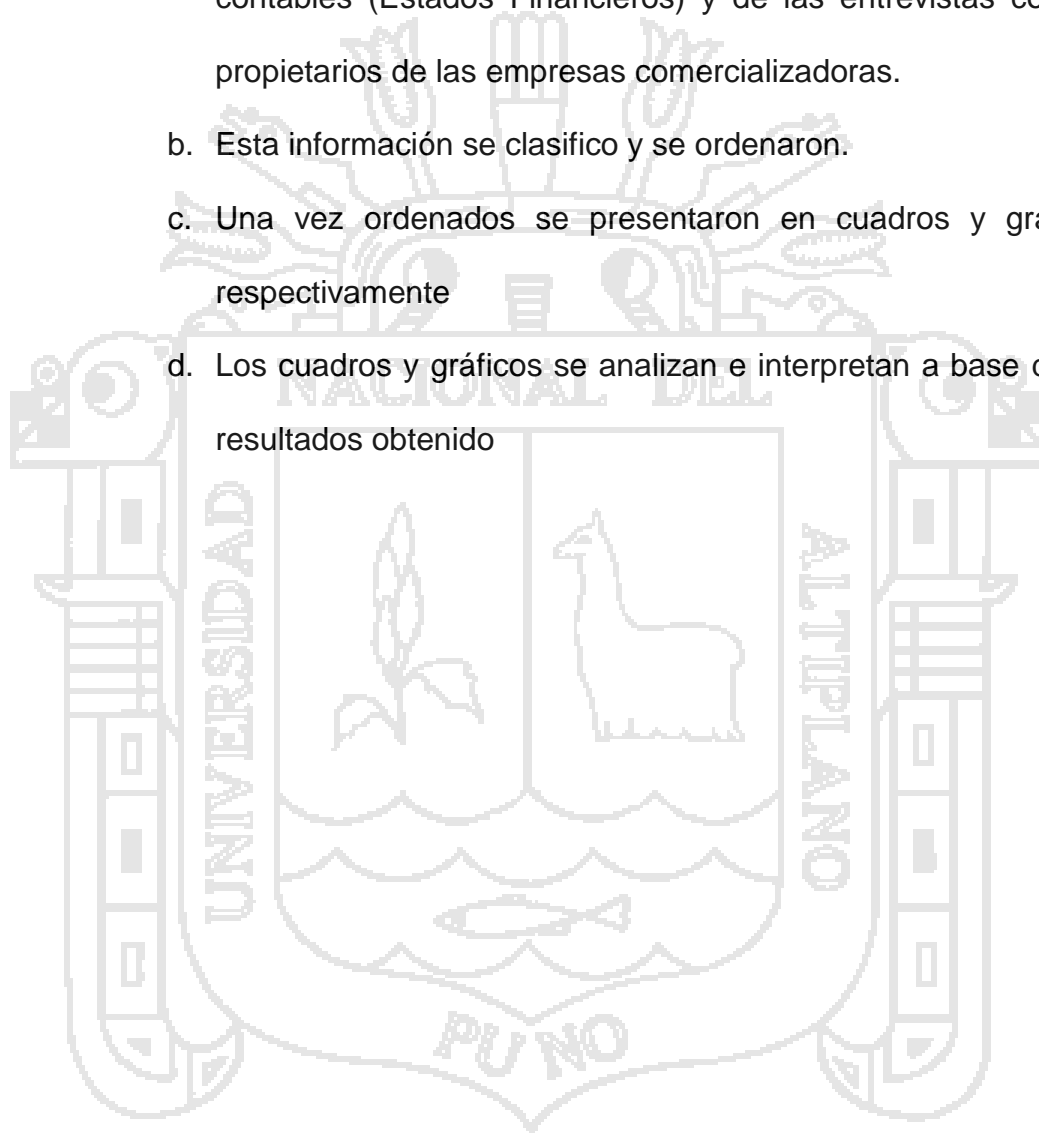 contables (Estados Financieros) y de las entrevistas
propietarios de las empresas comercializadoras.
b. Esta información se clasifico y se ordenaron.
c. Una vez ordenados se presentaron en cuadros y
respectivamente
d. Los cuadros y gráficos se analizan e interpretan a base
resultados obtenido
NACIONAL DEL
UNIVERSIDAD
ALTIPLANO
PUNO